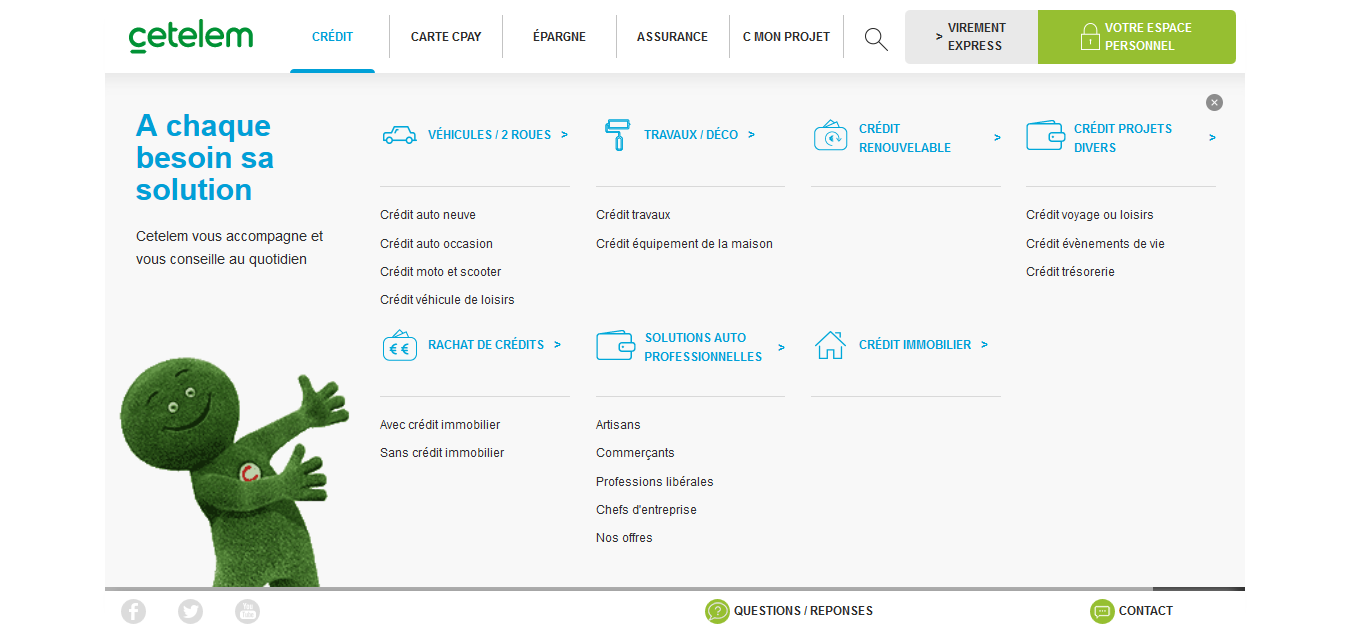 cetelem
CRÉDIT
CARTE CPAY
ÉPARGNE
ASSURANCE
C MON PROJET
> VIREMENT
EXPRESS
VOTRE ESPACE
PERSONNEL
A chaque
besoin sa
solution
Cetelem vous accompagne et
vous conseille au quotidien
VÉHICULES / 2 ROUES >
Crédit auto neuve
Crédit auto occasion
Crédit moto et scooter
Crédit véhicule de loisirs
TRAVAUX / DÉCO >
Crédit travaux
Crédit équipement de la maison
CRÉDIT
RENOUVELABLE >
CRÉDIT PROJETS
DIVERS >
Crédit voyage ou loisirs
Crédit évènements de vie
Crédit trésorerie
€ €
RACHAT DE CRÉDITS >
Avec crédit immobilier
Sans crédit immobilier
SOLUTIONS AUTO
PROFESSIONNELLES >
Artisans
Commerçants
Professions libérales
Chefs d'entreprise
Nos offres
CRÉDIT IMMOBILIER >
You
Tube
? QUESTIONS / REPONSES
CONTACT